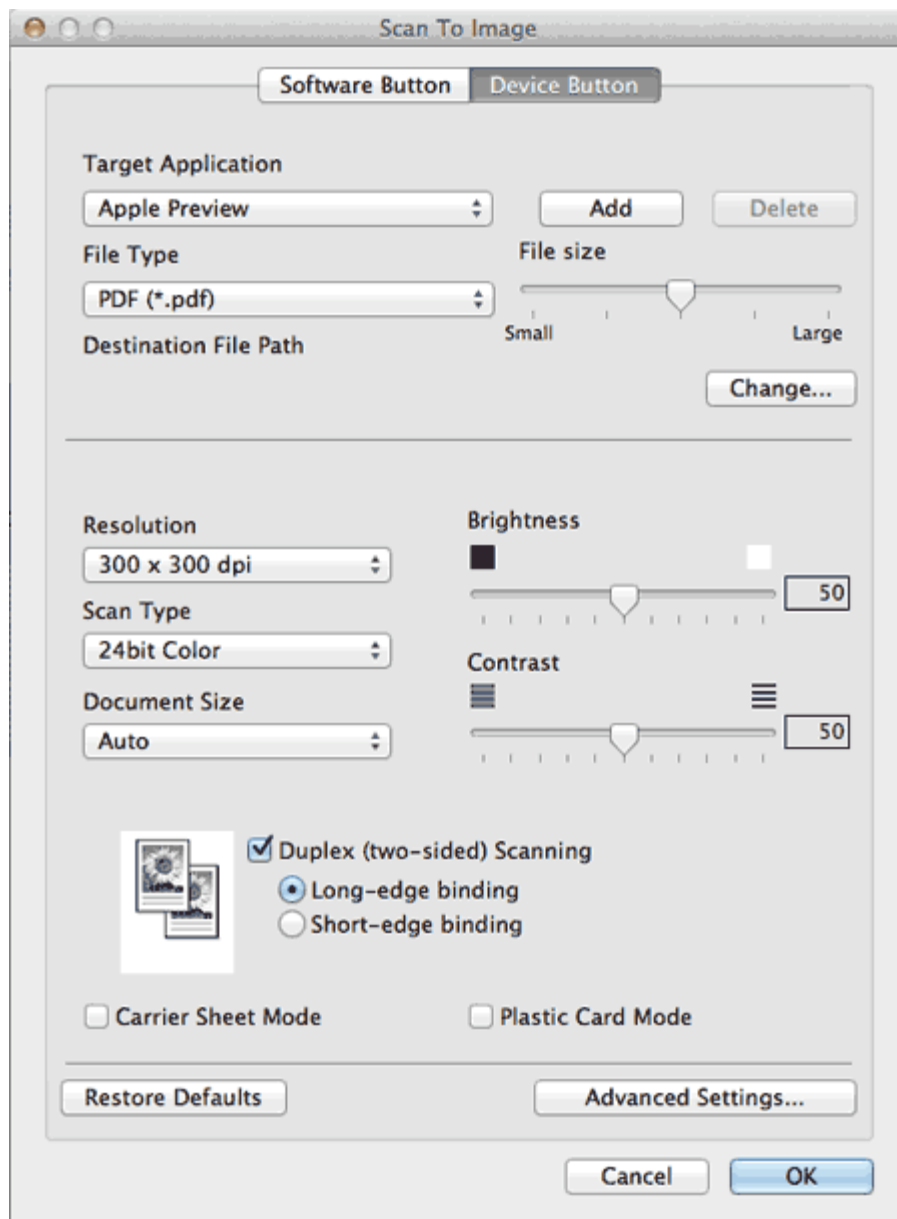 Scan To Image
Software Button Device Button
Target Application
Apple Preview Add Delete
File Type File size
PDF (*.pdf)
Small Large
Destination File Path
Change...
Resolution Brightness
300 x 300 dpi
50
Scan Type
24bit Color
Contrast
Document Size
Auto 50
Duplex (two-sided) Scanning
Long-edge binding
Short-edge binding
Carrier Sheet Mode Plastic Card Mode
Restore Defaults Advanced Settings...
Cancel OK